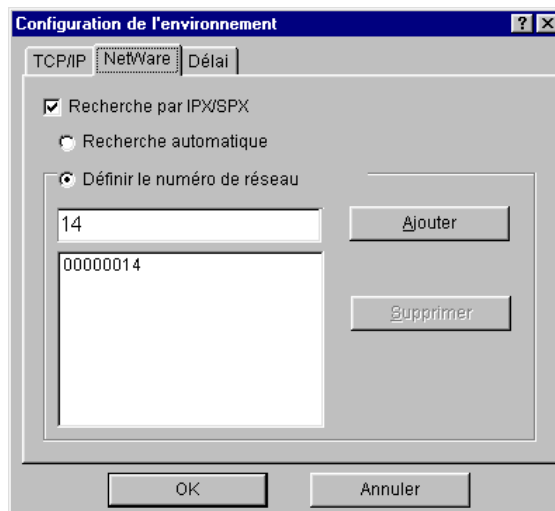 Configuration de l'environnement
TCP/IP NetWare Délai
Recherche par IPX/SPX
Recherche automatique
Définir le numéro de réseau
14 Ajouter
00000014
Supprimer
OK Annuler